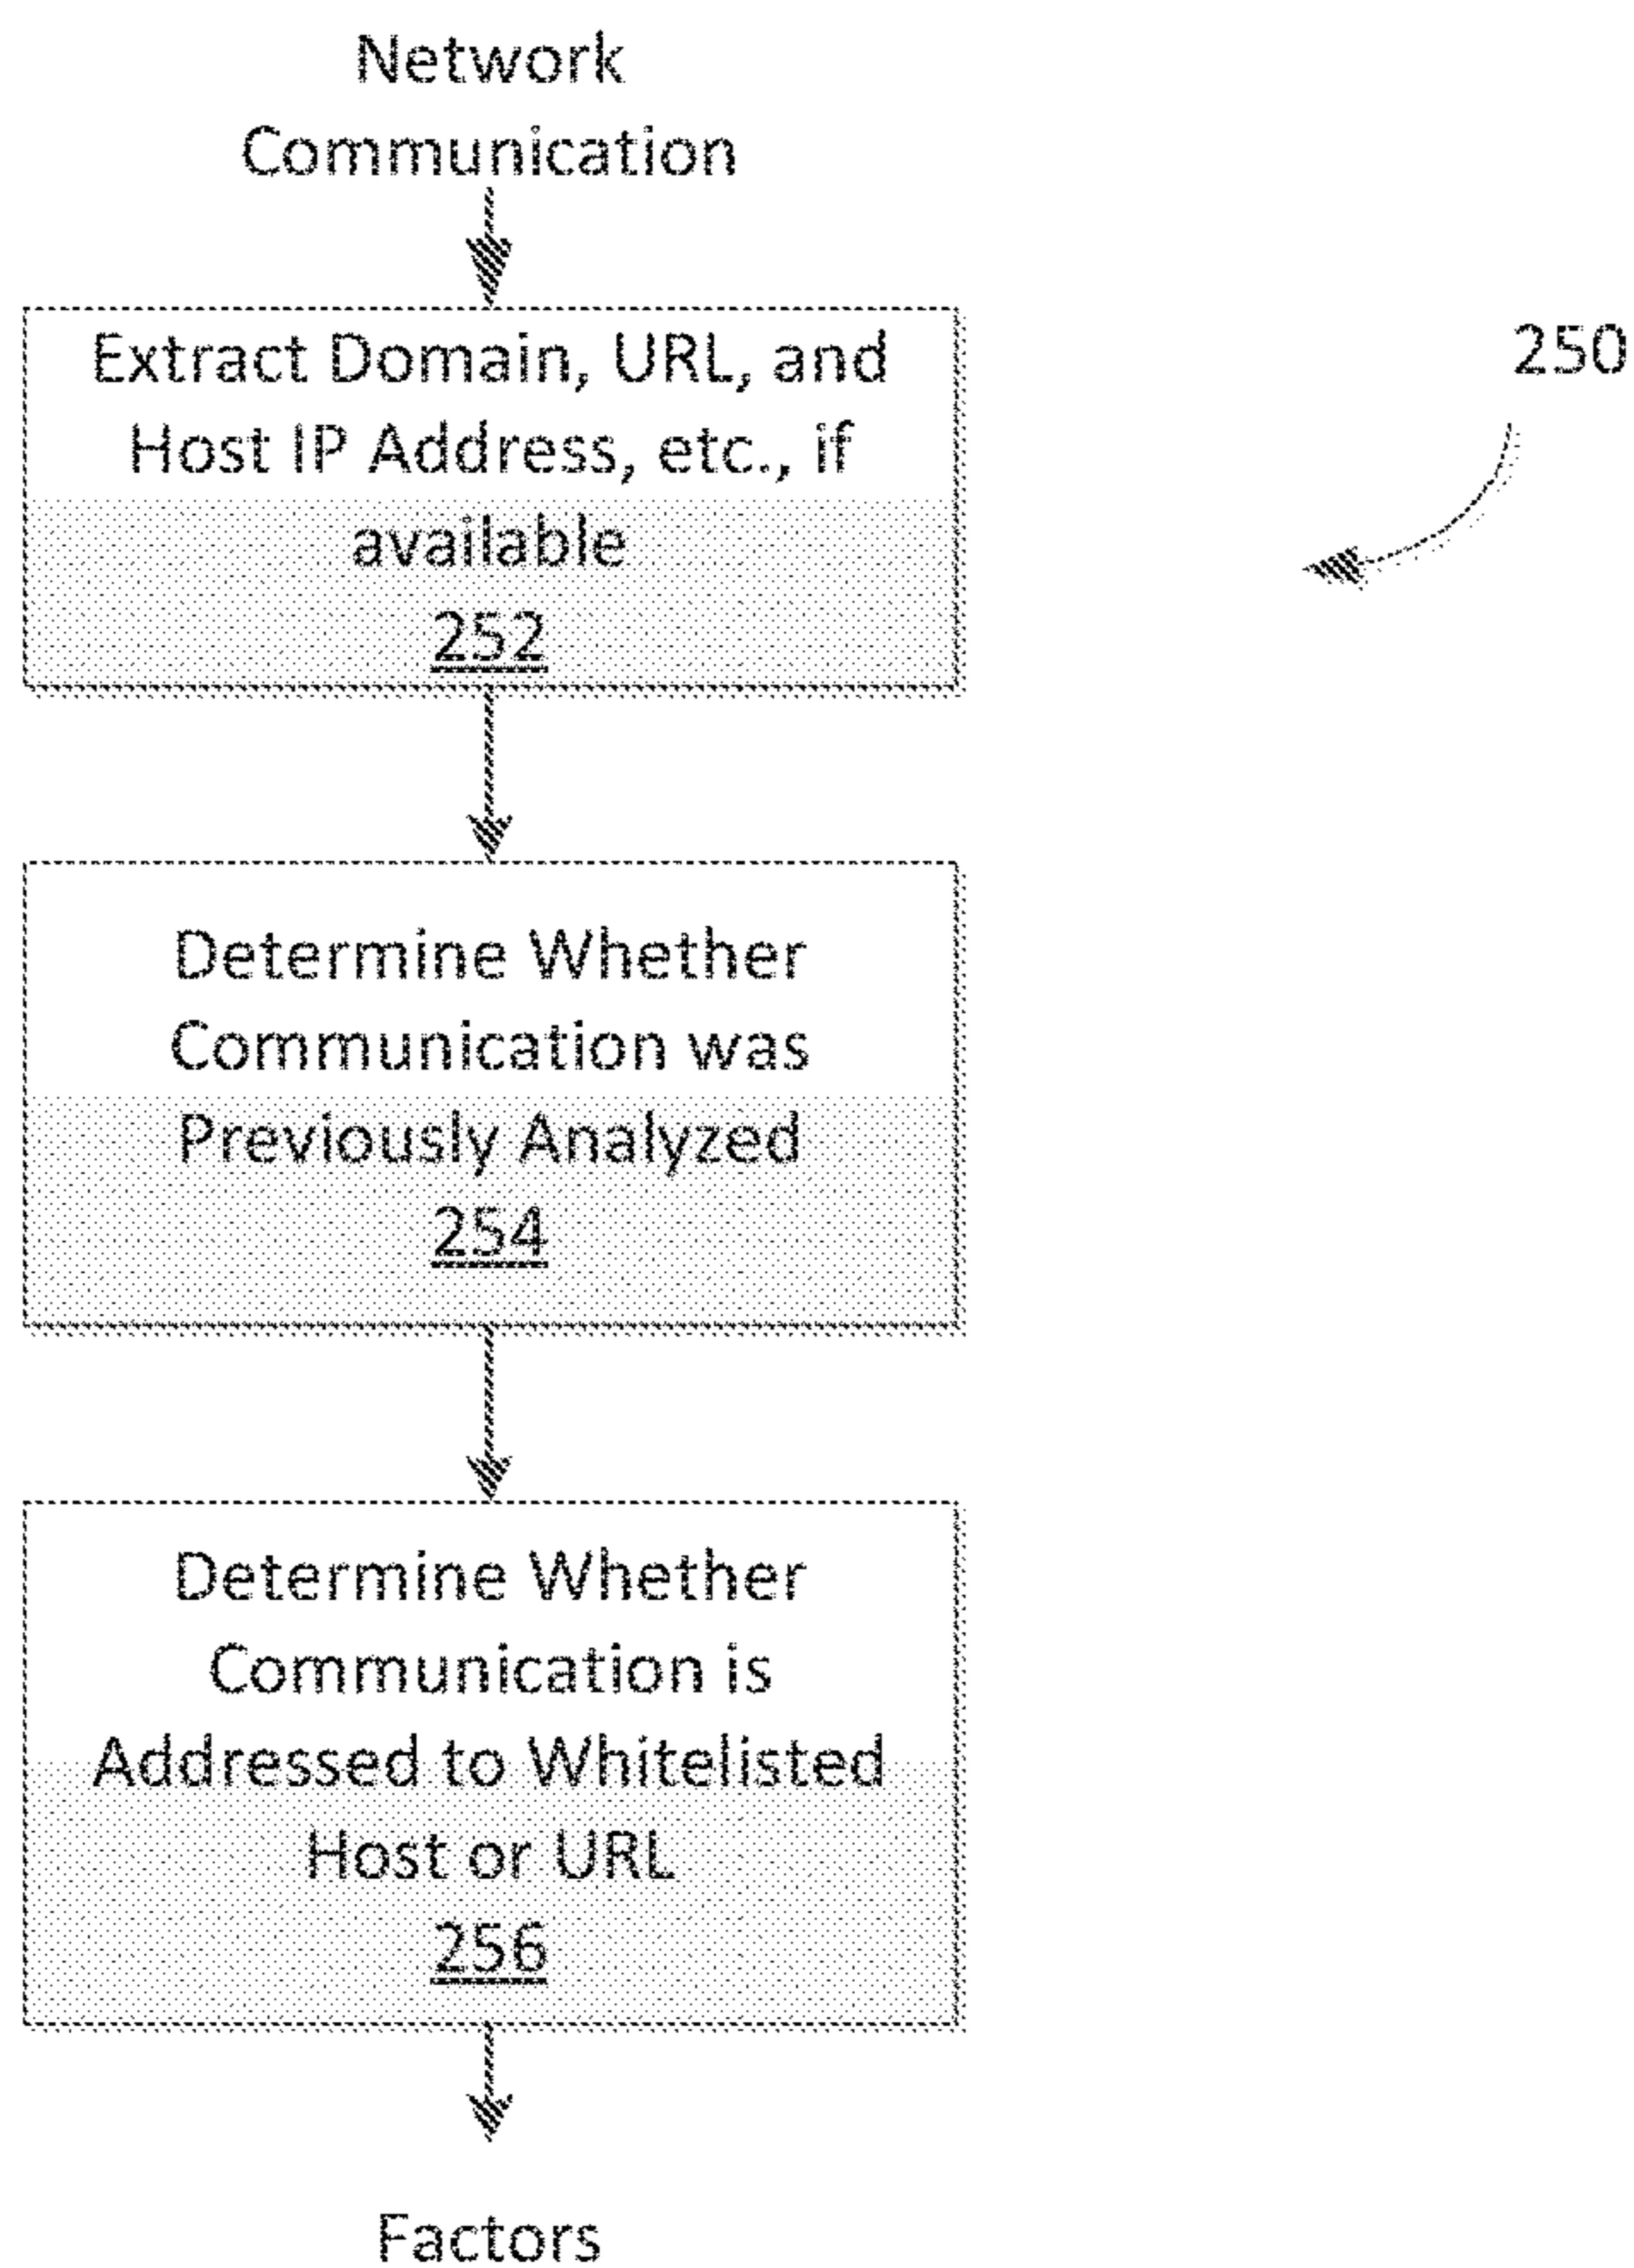 Network
Communication
Extract Domain, URL, and
Host IP Address, etc., if
available
252
250
Determine Whether
Communication was
Previously Analyzed
254
Determine Whether
Communication is
Addressed to Whitelisted
Host or URL
256
Factors